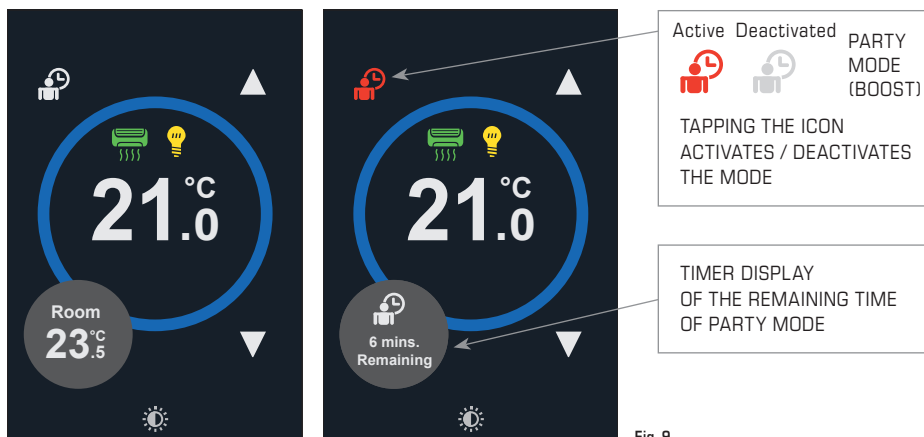 21.0 °C
Room
23.5 °C
21.0 °C
6 mins.
Remaining
Active Deactivated
PARTY
MODE
(BOOST)
TAPPING THE ICON
ACTIVATES / DEACTIVATES
THE MODE
TIMER DISPLAY
OF THE REMAINING TIME
OF PARTY MODE